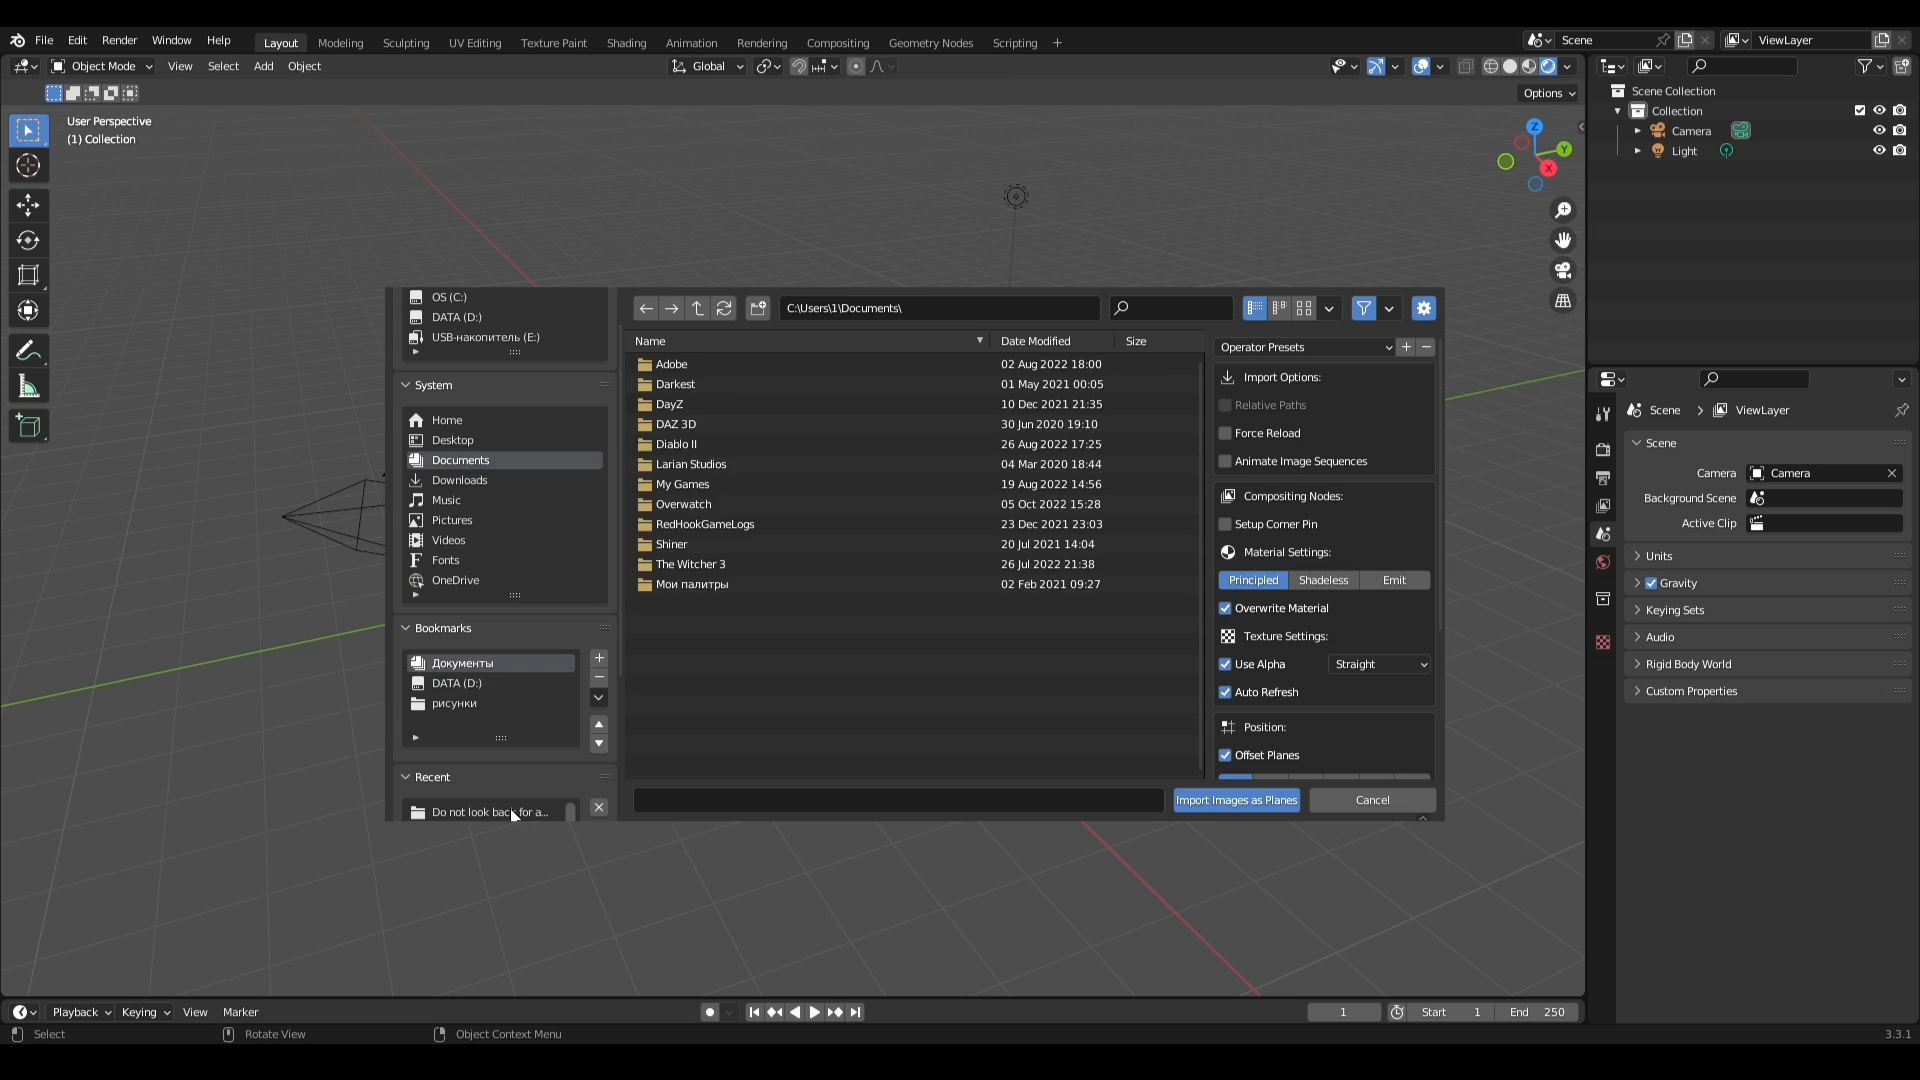 File Edit Render Window Help Layout Modeling Sculpting UV Editing Texture Paint Shading Animation Rendering Compositing Geometry Nodes Scripting + Scene ViewLayer
Object Mode View Select Add Object Global
Options
User Perspective
(1) Collection
Z
Y
X
Scene Collection
Collection
Camera
Light
OS (C:)
DATA (D:)
USB-накопитель (E:)
System
Home
Desktop
Documents
Downloads
Music
Pictures
Videos
Fonts
OneDrive
Bookmarks
Документы
DATA (D:)
рисунки
Recent
Do not look back for a...
C:\Users\1\Documents\
Name Date Modified Size
Adobe 02 Aug 2022 18:00
Darkest 01 May 2021 00:05
DayZ 10 Dec 2021 21:35
DAZ 3D 30 Jun 2020 19:10
Diablo II 26 Aug 2022 17:25
Larian Studios 04 Mar 2020 18:44
My Games 19 Aug 2022 14:56
Overwatch 05 Oct 2022 15:28
RedHookGameLogs 23 Dec 2021 23:03
Shiner 20 Jul 2021 14:04
The Witcher 3 26 Jul 2022 21:38
Мои палитры 02 Feb 2021 09:27
Operator Presets
Import Options:
Relative Paths
Force Reload
Animate Image Sequences
Compositing Nodes:
Setup Corner Pin
Material Settings:
Principled Shadeless Emit
Overwrite Material
Texture Settings:
Use Alpha Straight
Auto Refresh
Position:
Offset Planes
Import Images as Planes Cancel
Scene ViewLayer
Scene
Camera Camera
Background Scene
Active Clip
Units
Gravity
Keying Sets
Audio
Rigid Body World
Custom Properties
Playback Keying View Marker 1 Start 1 End 250
Select Rotate View Object Context Menu 3.3.1